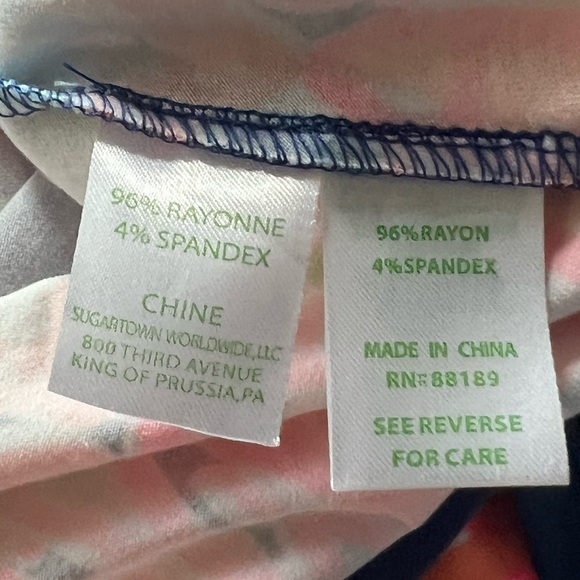 96% RAYONNE
4% SPANDEX
CHINE
SUGARTOWN WORLDWIDE, LLC
800 THIRD AVENUE
KING OF PRUSSIA, PA
96%RAYON
4%SPANDEX
MADE IN CHINA
RN#88189
SEE REVERSE
FOR CARE